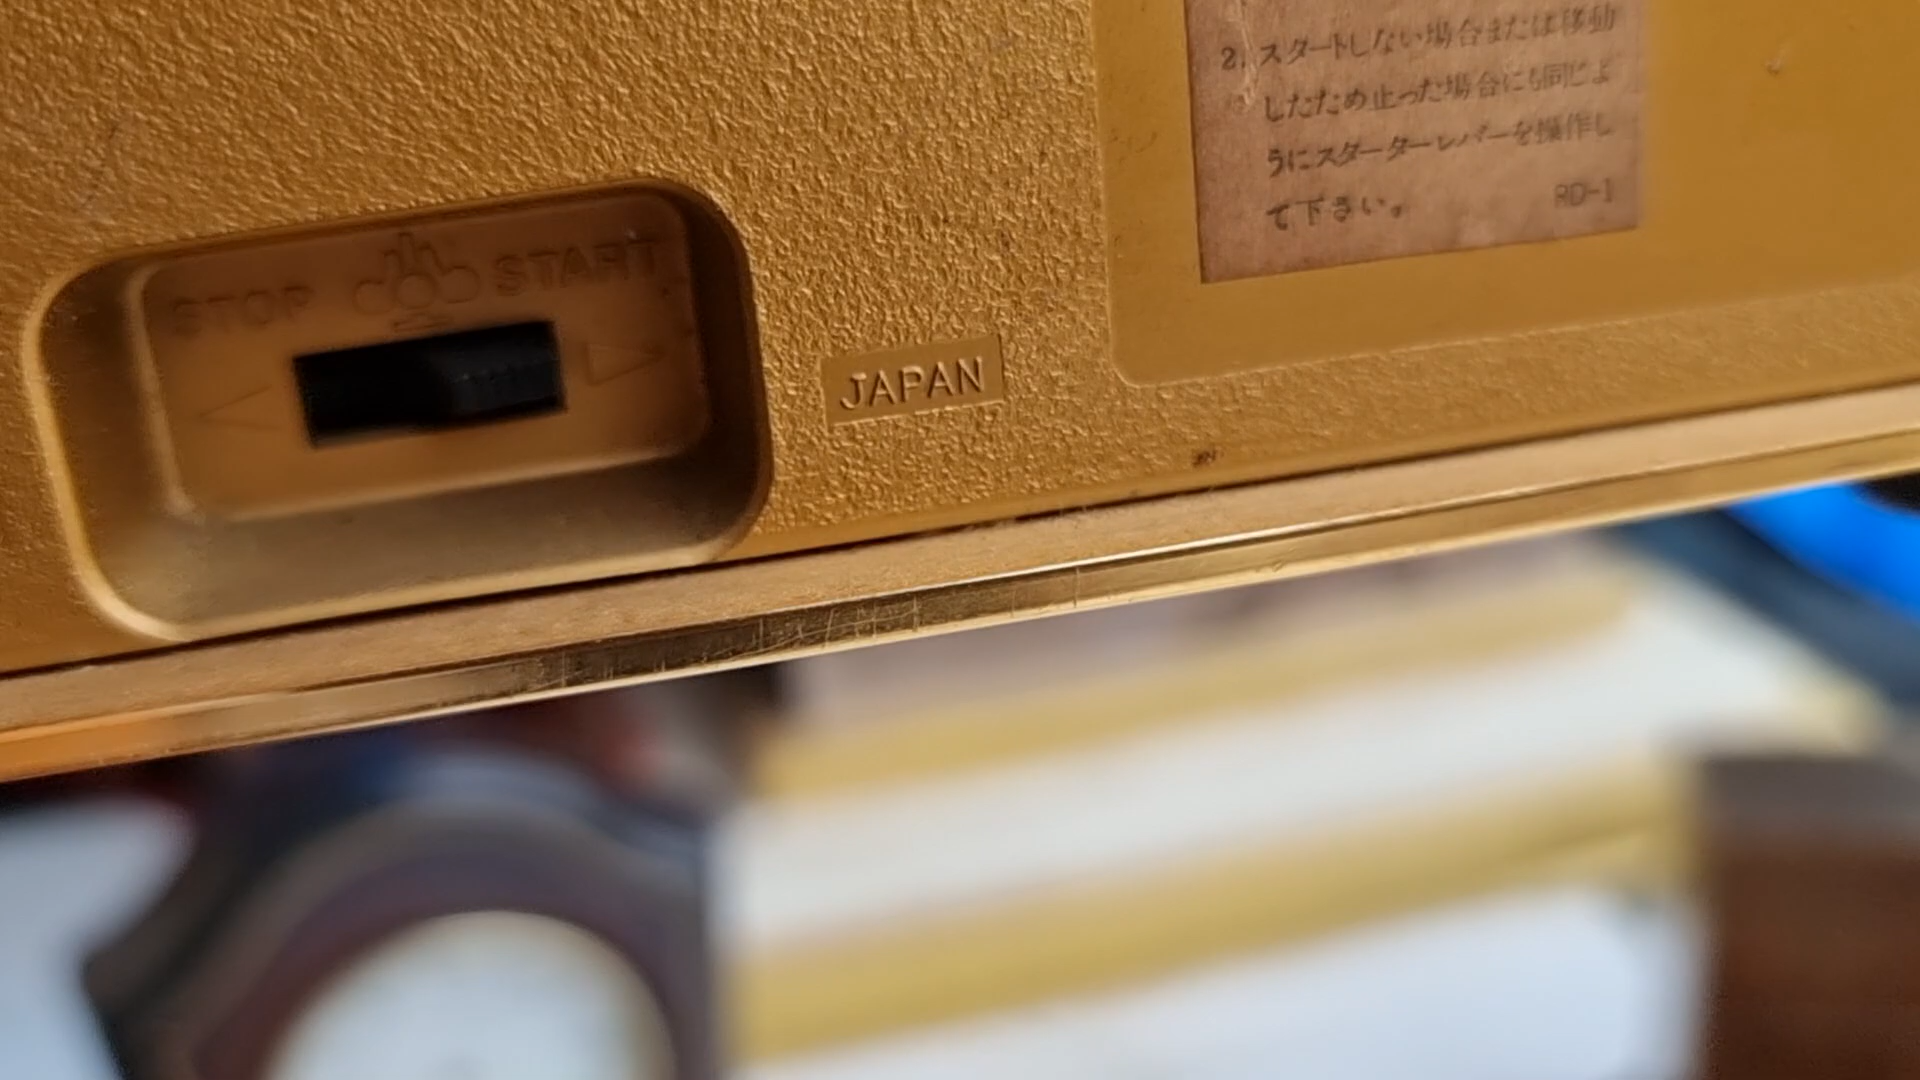 2. スタートしない場合または移動
したため止った場合にも同じよ
うにスターターレバーを操作し
て下さい。
RD-1
STOP START
JAPAN